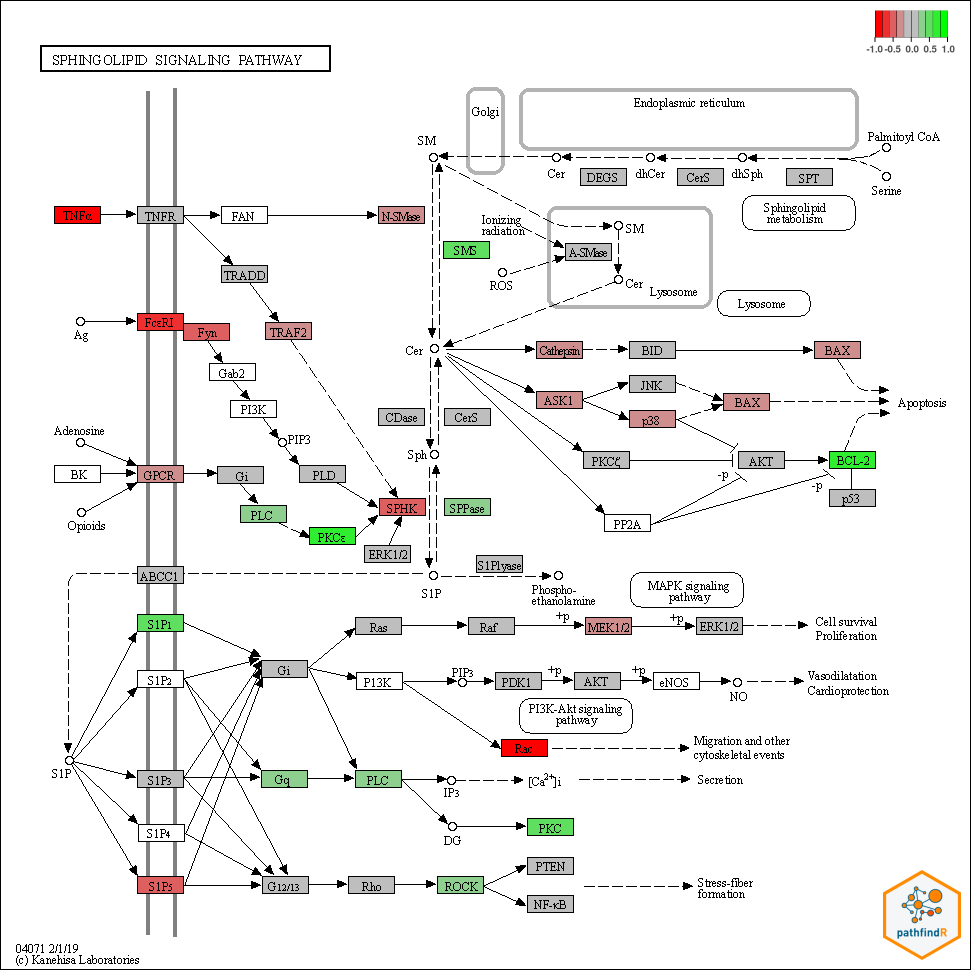 -1.0 -0.5 0.0 0.5 1.0
SPHINGOLIPID SIGNALING PATHWAY
Golgi
Endoplasmic reticulum
SM
Palmitoyl CoA
Cer
dhCer
dhSph
DEGS
CerS
SPT
Serine
Sphingolipid
metabolism
TNFα
TNFR
FAN
N-SMase
Ionizing
radiation
SM
SMS
A-SMase
TRADD
ROS
Cer
Lysosome
Lysosome
FcεRI
Fyn
TRAF2
Ag
Cer
Cathepsin
BID
BAX
Gab2
JNK
ASK1
BAX
Apoptosis
PI3K
CDase
CerS
p38
Adenosine
PIP3
Sph
BK
GPCR
Gi
PLD
PKCζ
AKT
BCL-2
-p
-p
p53
SPHK
SPPase
PLC
Opioids
PP2A
PKCε
ERK1/2
S1Plyase
ABCC1
S1P
Phospho-
ethanolamine
MAPK signaling
pathway
S1P1
Ras
Raf
+p
MEK1/2
+p
ERK1/2
Cell survival
Proliferation
Gi
S1P2
P13K
PIP3
PDK1
+p
AKT
+p
eNOS
NO
Vasodilatation
Cardioprotection
PI3K-Akt signaling
pathway
Rac
Migration and other
cytoskeletal events
S1P
S1P3
Gq
PLC
IP3
[Ca2+]i
Secretion
S1P4
DG
PKC
S1P5
G12/13
Rho
ROCK
PTEN
NF-κB
Stress-fiber
formation
pathfindR
04071 2/1/19
(c) Kanehisa Laboratories